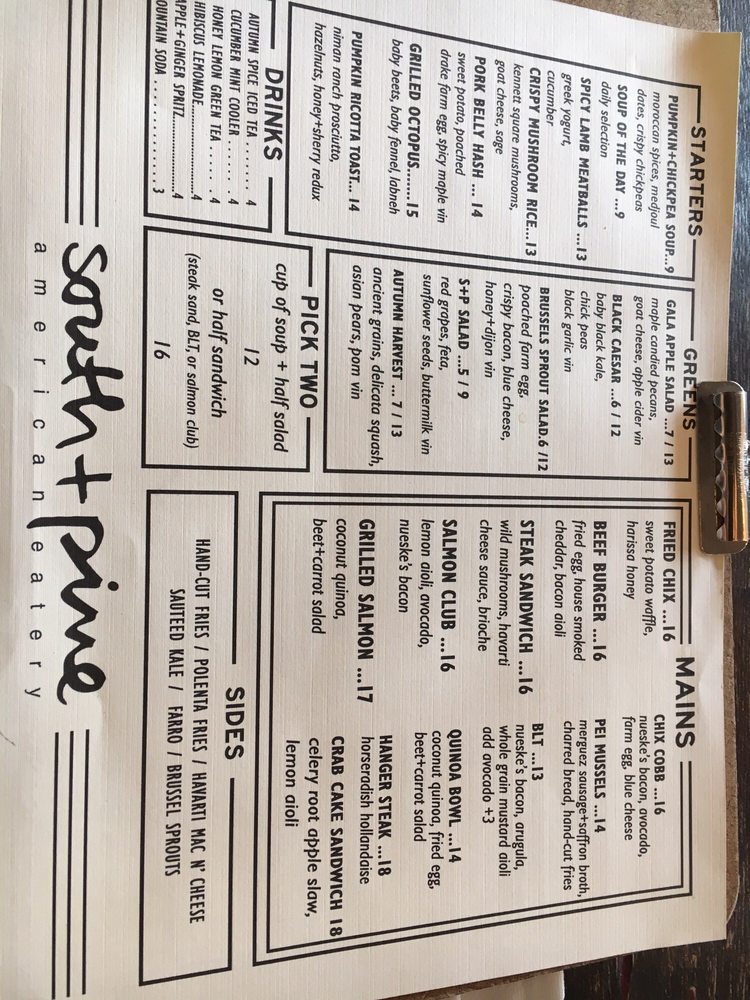 STARTERS
PUMPKIN+CHICKPEA SOUP...9
moroccan spices, medjoul
dates, crispy chickpeas
SOUP OF THE DAY ...9
daily selection
SPICY LAMB MEATBALLS ...13
greek yogurt,
cucumber
CRISPY MUSHROOM RICE....13
kennett square mushrooms,
goat cheese, sage
PORK BELLY HASH ... 14
sweet potato, poached
drake farm egg, spicy maple vin
GRILLED OCTOPUS........15
baby beets, baby fennel, labneh
PUMPKIN RICOTTA TOAST... 14
niman ranch prosciutto,
hazelnuts, honey+sherry redux
GREENS
GALA APPLE SALAD ...7 / 13
maple candied pecans,
goat cheese, apple cider vin
BLACK CAESAR ...6 / 12
baby black kale,
chick peas
black garlic vin
BRUSSELS SPROUT SALAD.6 /12
poached farm egg,
crispy bacon, blue cheese,
honey+dijon vin
S+P SALAD ...5 / 9
red grapes, feta,
sunflower seeds, buttermilk vin
AUTUMN HARVEST ... 7 / 13
ancient grains, delicata squash,
asian pears, pom vin
MAINS
FRIED CHIX ...16
sweet potato waffle,
harissa honey
BEEF BURGER ...16
fried egg, house smoked
cheddar, bacon aioli
STEAK SANDWICH ...16
wild mushrooms, havarti
cheese sauce, brioche
SALMON CLUB ...16
lemon aioli, avocado,
nueske's bacon
GRILLED SALMON ...17
coconut quinoa,
beet+carrot salad
CHIX COBB ...16
nueske's bacon, avocado,
farm egg, blue cheese
PEI MUSSELS ...14
merguez sausage+saffron broth,
charred bread, hand-cut fries
BLT ...13
nueske's bacon, arugula,
whole grain mustard aioli
add avocado +3
QUINOA BOWL ...14
coconut quinoa, fried egg,
beet+carrot salad
HANGER STEAK ...18
horseradish hollandaise
CRAB CAKE SANDWICH 18
celery root apple slaw,
lemon aioli
DRINKS
AUTUMN SPICE ICED TEA ........ 4
CUCUMBER MINT COOLER ....... 4
HONEY LEMON GREEN TEA ...... 4
HIBISCUS LEMONADE.................4
APPLE+GINGER SPRITZ............4
OUNTAIN SODA ............... 3
PICK TWO
cup of soup + half salad
12
or half sandwich
(steak sand, BLT, or salmon club)
16
SIDES
HAND-CUT FRIES / POLENTA FRIES / HAVARTI MAC N' CHEESE
SAUTEED KALE / FARRO / BRUSSEL SPROUTS
south+pine
american eatery